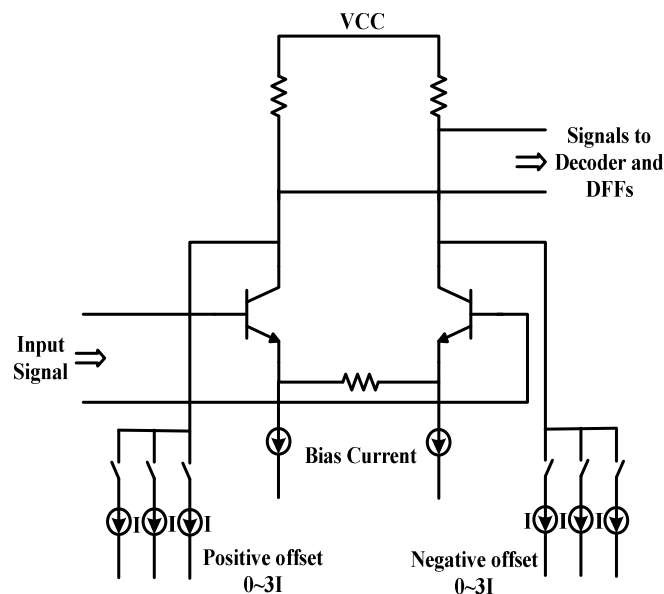 VCC
Signals to
Decoder and
DFFs
Input
Signal
Bias Current
I I I
I I I
Positive offset
0~3I
Negative offset
0~3I